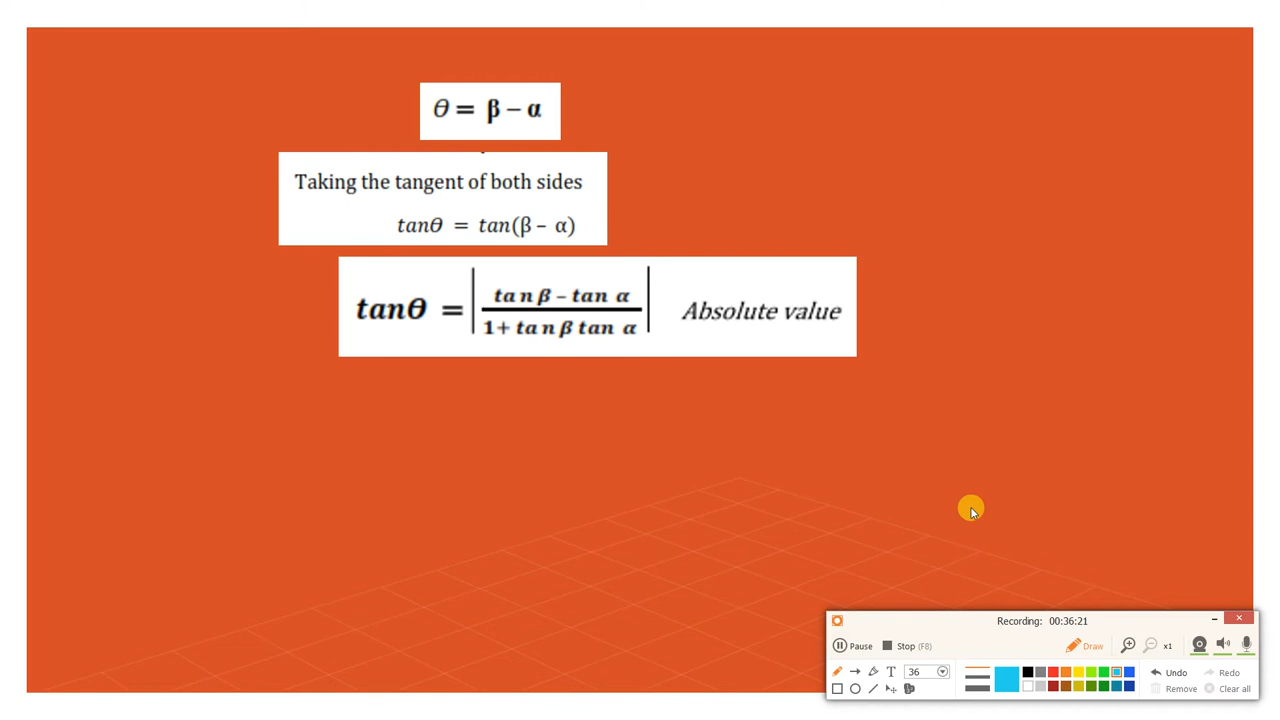 θ = β – α
Taking the tangent of both sides
tanθ = tan(β – α)
tanθ = | tan β – tan α / 1+ tan β tan α | Absolute value
Recording: 00:36:21
Pause Stop (F8) Draw x1
36 Undo Redo
Remove Clear all